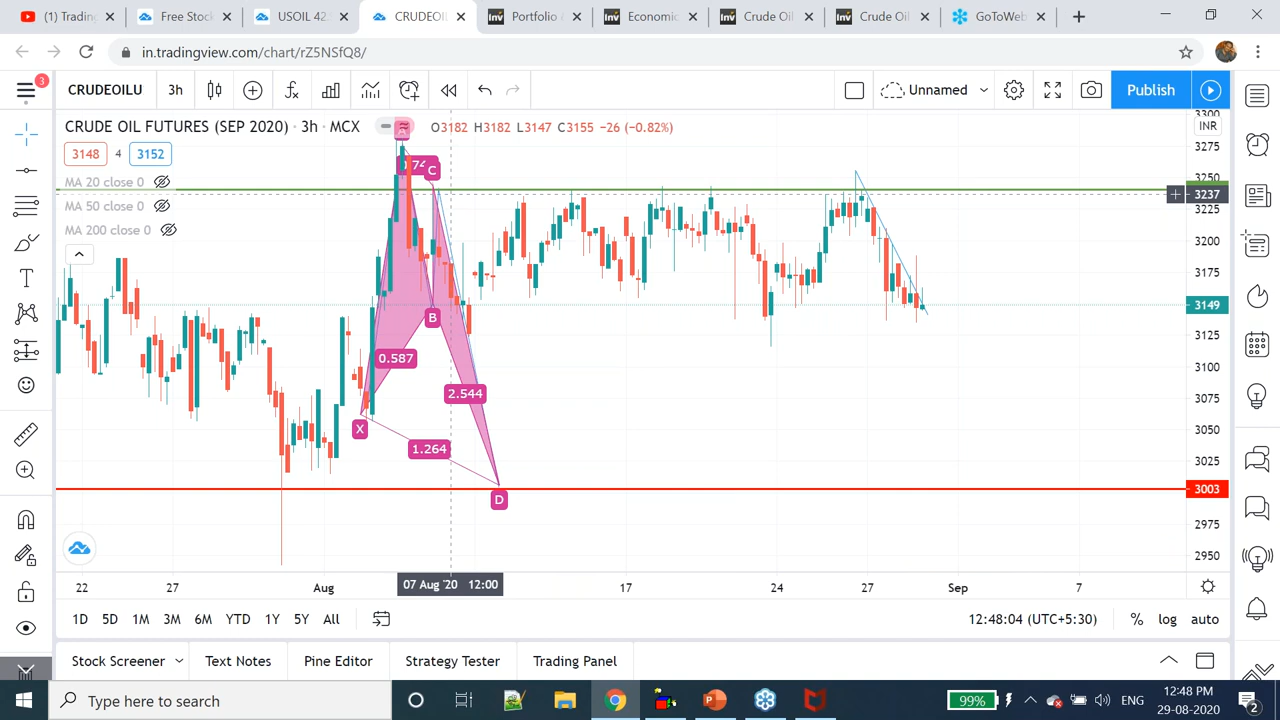 (1) Trading
Free Stock
USOIL 42.
CRUDEOIL
Portfolio &
Economic
Crude Oil
Crude Oil
GoToWeb
in.tradingview.com/chart/rZ5NSfQ8/
3
CRUDEOILU
3h
Unnamed
Publish
CRUDE OIL FUTURES (SEP 2020) · 3h · MCX
O3182 H3182 L3147 C3155 −26 (−0.82%)
3148
4
3152
MA 20 close 0
MA 50 close 0
MA 200 close 0
C
B
X
D
0.587
2.544
1.264
3300
INR
3275
3250
3237
3225
3200
3175
3149
3125
3100
3075
3050
3025
3003
2975
2950
22
27
Aug
07 Aug '20 12:00
17
24
27
Sep
7
1D
5D
1M
3M
6M
YTD
1Y
5Y
All
12:48:04 (UTC+5:30)
%
log
auto
Stock Screener
Text Notes
Pine Editor
Strategy Tester
Trading Panel
Type here to search
99%
ENG
12:48 PM
29-08-2020
2